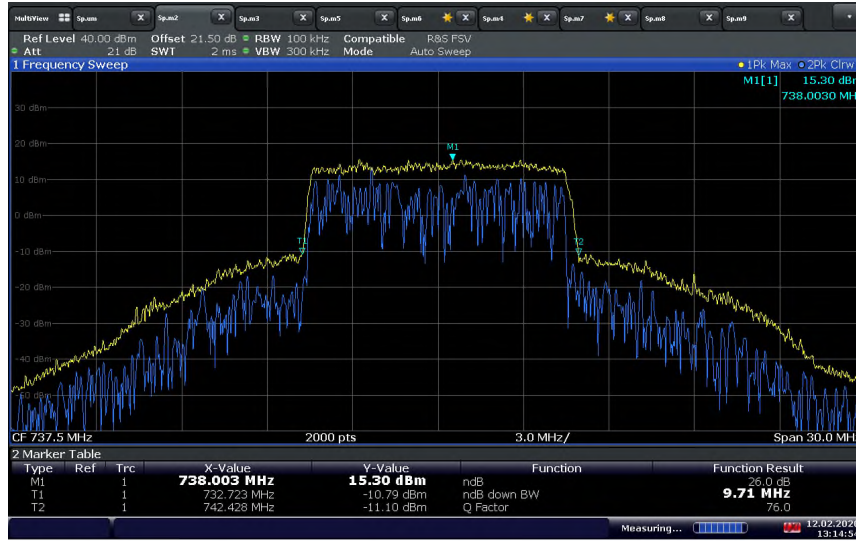 MultiView Sp.um X Sp.m2 X Sp.m3 X Sp.m5 X Sp.m6 X Sp.m4 X Sp.m7 X Sp.m8 X Sp.m9 X
Ref Level 40.00 dBm Offset 21.50 dB RBW 100 kHz Compatible R&S FSV
Att 21 dB SWT 2 ms VBW 300 kHz Mode Auto Sweep
1 Frequency Sweep 1Pk Max 2Pk Clrw
M1[1] 15.30 dBm
738.0030 MH
30 dBm
20 dBm
M1
10 dBm
0 dBm
T1 T2
-10 dBm
-20 dBm
-30 dBm
-40 dBm
-50 dBm
CF 737.5 MHz 2000 pts 3.0 MHz/ Span 30.0 MH
2 Marker Table
Type Ref Trc X-Value Y-Value Function Function Result
M1 1 738.003 MHz 15.30 dBm ndB 26.0 dB
T1 1 732.723 MHz -10.79 dBm ndB down BW 9.71 MHz
T2 1 742.428 MHz -11.10 dBm Q Factor 76.0
Measuring... 12.02.202
13:14:5